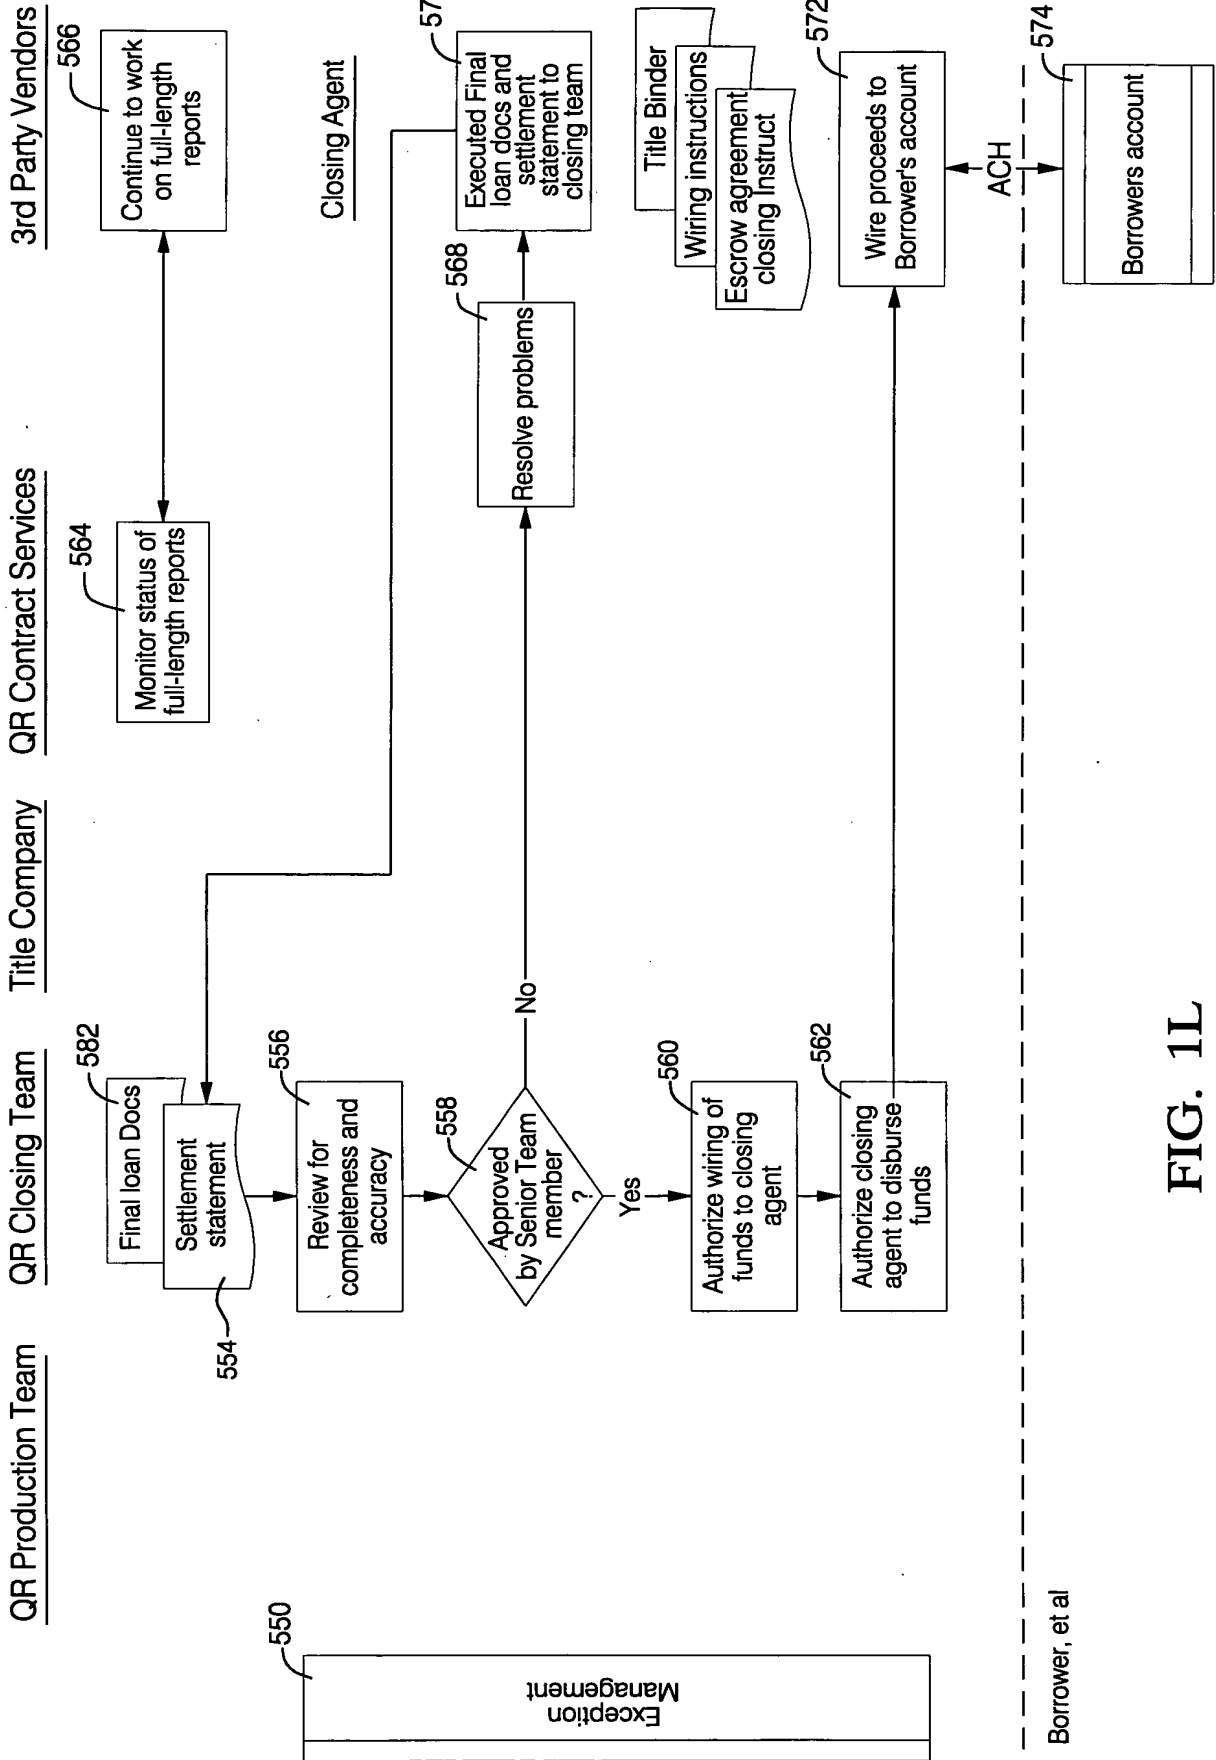 QR Production Team
QR Closing Team
Title Company
QR Contract Services
3rd Party Vendors
582
Final loan Docs
Settlement
statement
554
564
Monitor status of
full-length reports
566
Continue to work
on full-length
reports
Closing Agent
550
Exception
Management
556
Review for
completeness and
accuracy
558
Approved
by Senior Team
member
?
No
568
Resolve problems
57
Executed Final
loan docs and
settlement
statement to
closing team
Yes
560
Authorize wiring of
funds to closing
agent
Title Binder
Wiring instructions
Escrow agreement
closing Instruct
562
Authorize closing
agent to disburse
funds
572
Wire proceeds to
Borrower's account
ACH
Borrower, et al
574
Borrowers account
FIG. 1L